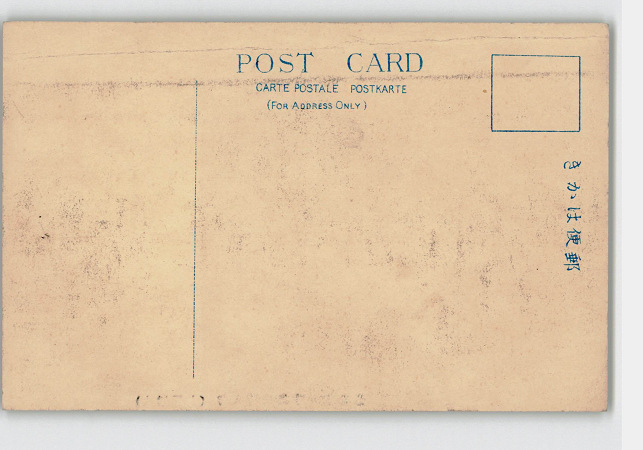 POST CARD
CARTE POSTALE POSTKARTE
(FOR ADDRESS ONLY)
きかは便郵